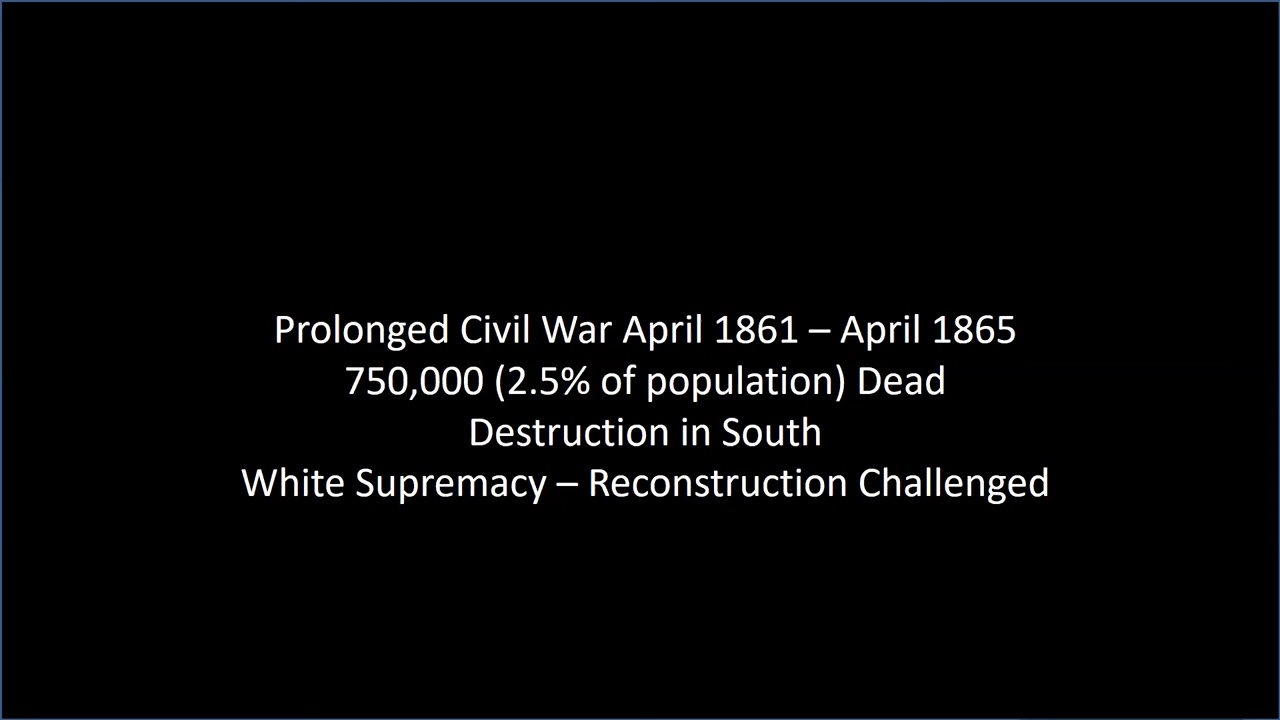 Prolonged Civil War April 1861 – April 1865
750,000 (2.5% of population) Dead
Destruction in South
White Supremacy – Reconstruction Challenged